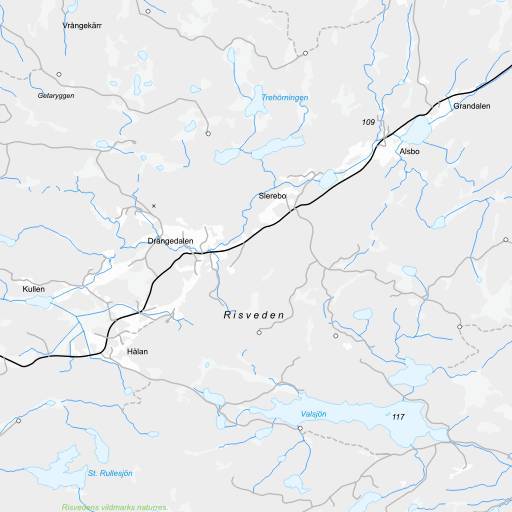 Vrångekärr
Getaryggen
Trehörningen
Grandalen
109
Alsbo
Slerebo
Drängedalen
Kullen
Risveden
Hålan
Valsjön
117
St. Rullesjön
Risvedens vildmarks naturres.